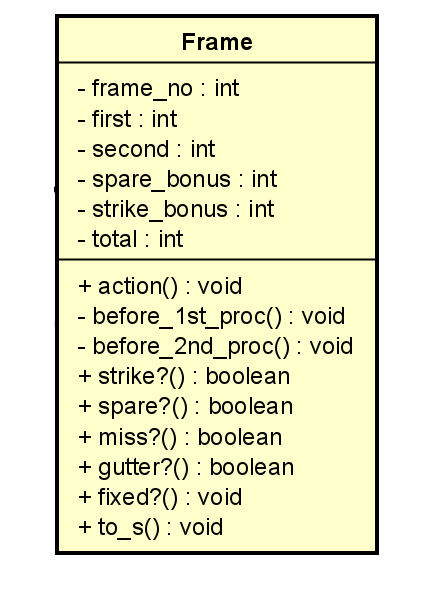 Frame
- frame_no : int
- first : int
- second : int
- spare_bonus : int
- strike_bonus : int
- total : int
+ action() : void
- before_1st_proc() : void
- before_2nd_proc() : void
+ strike?() : boolean
+ spare?() : boolean
+ miss?() : boolean
+ gutter?() : boolean
+ fixed?() : void
+ to_s() : void